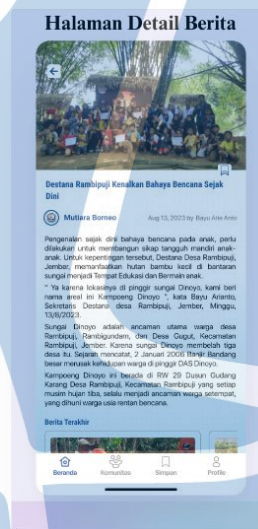 Halaman Detail Berita
Destana Rambipuji Kenalkan Bahaya Bencana Sejak
Dini
Mutiara Borneo
Aug 13, 2023 by Bayu Arie Anto
Pengenalan sejak dini bahaya bencana pada anak, perlu
dilakukan untuk membangun sikap tangguh mandiri anak-
anak. Untuk kepentingan tersebut, Destana Desa Rambipuji,
Jember, memanfaatkan hutan bambu kecil di bantaran
sungai menjadi Tempat Edukasi dan Bermain anak.
" Ya karena lokasinya di pinggir sungai Dinoyo, kami beri
nama areal ini Kampoeng Dinoyo ", kata Bayu Arianto,
Sekretaris Destana desa Rambipuji, Jember, Minggu,
13/8/2023.
Sungai Dinoyo adalah ancaman utama warga desa
Rambipuji, Rambigundam, dan Desa Gugut, Kecamatan
Rambipuji, Jember. Karena sungai Dinoyo membelah tiga
desa itu. Sejarah mencatat, 2 Januari 2006 Banjir Bandang
besar merusak kehidupan warga di pinggir DAS Dinoyo.
Kampoeng Dinoyo ini berada di RW 29 Dusun Gudang
Karang Desa Rambipuji, Kecamatan Rambipuji yang setiap
musim hujan tiba, selalu menjadi ancaman warga setempat,
yang dihuni warga usia rentan bencana.
Berita Terakhir
Beranda
Komunitas
Simpan
Profile